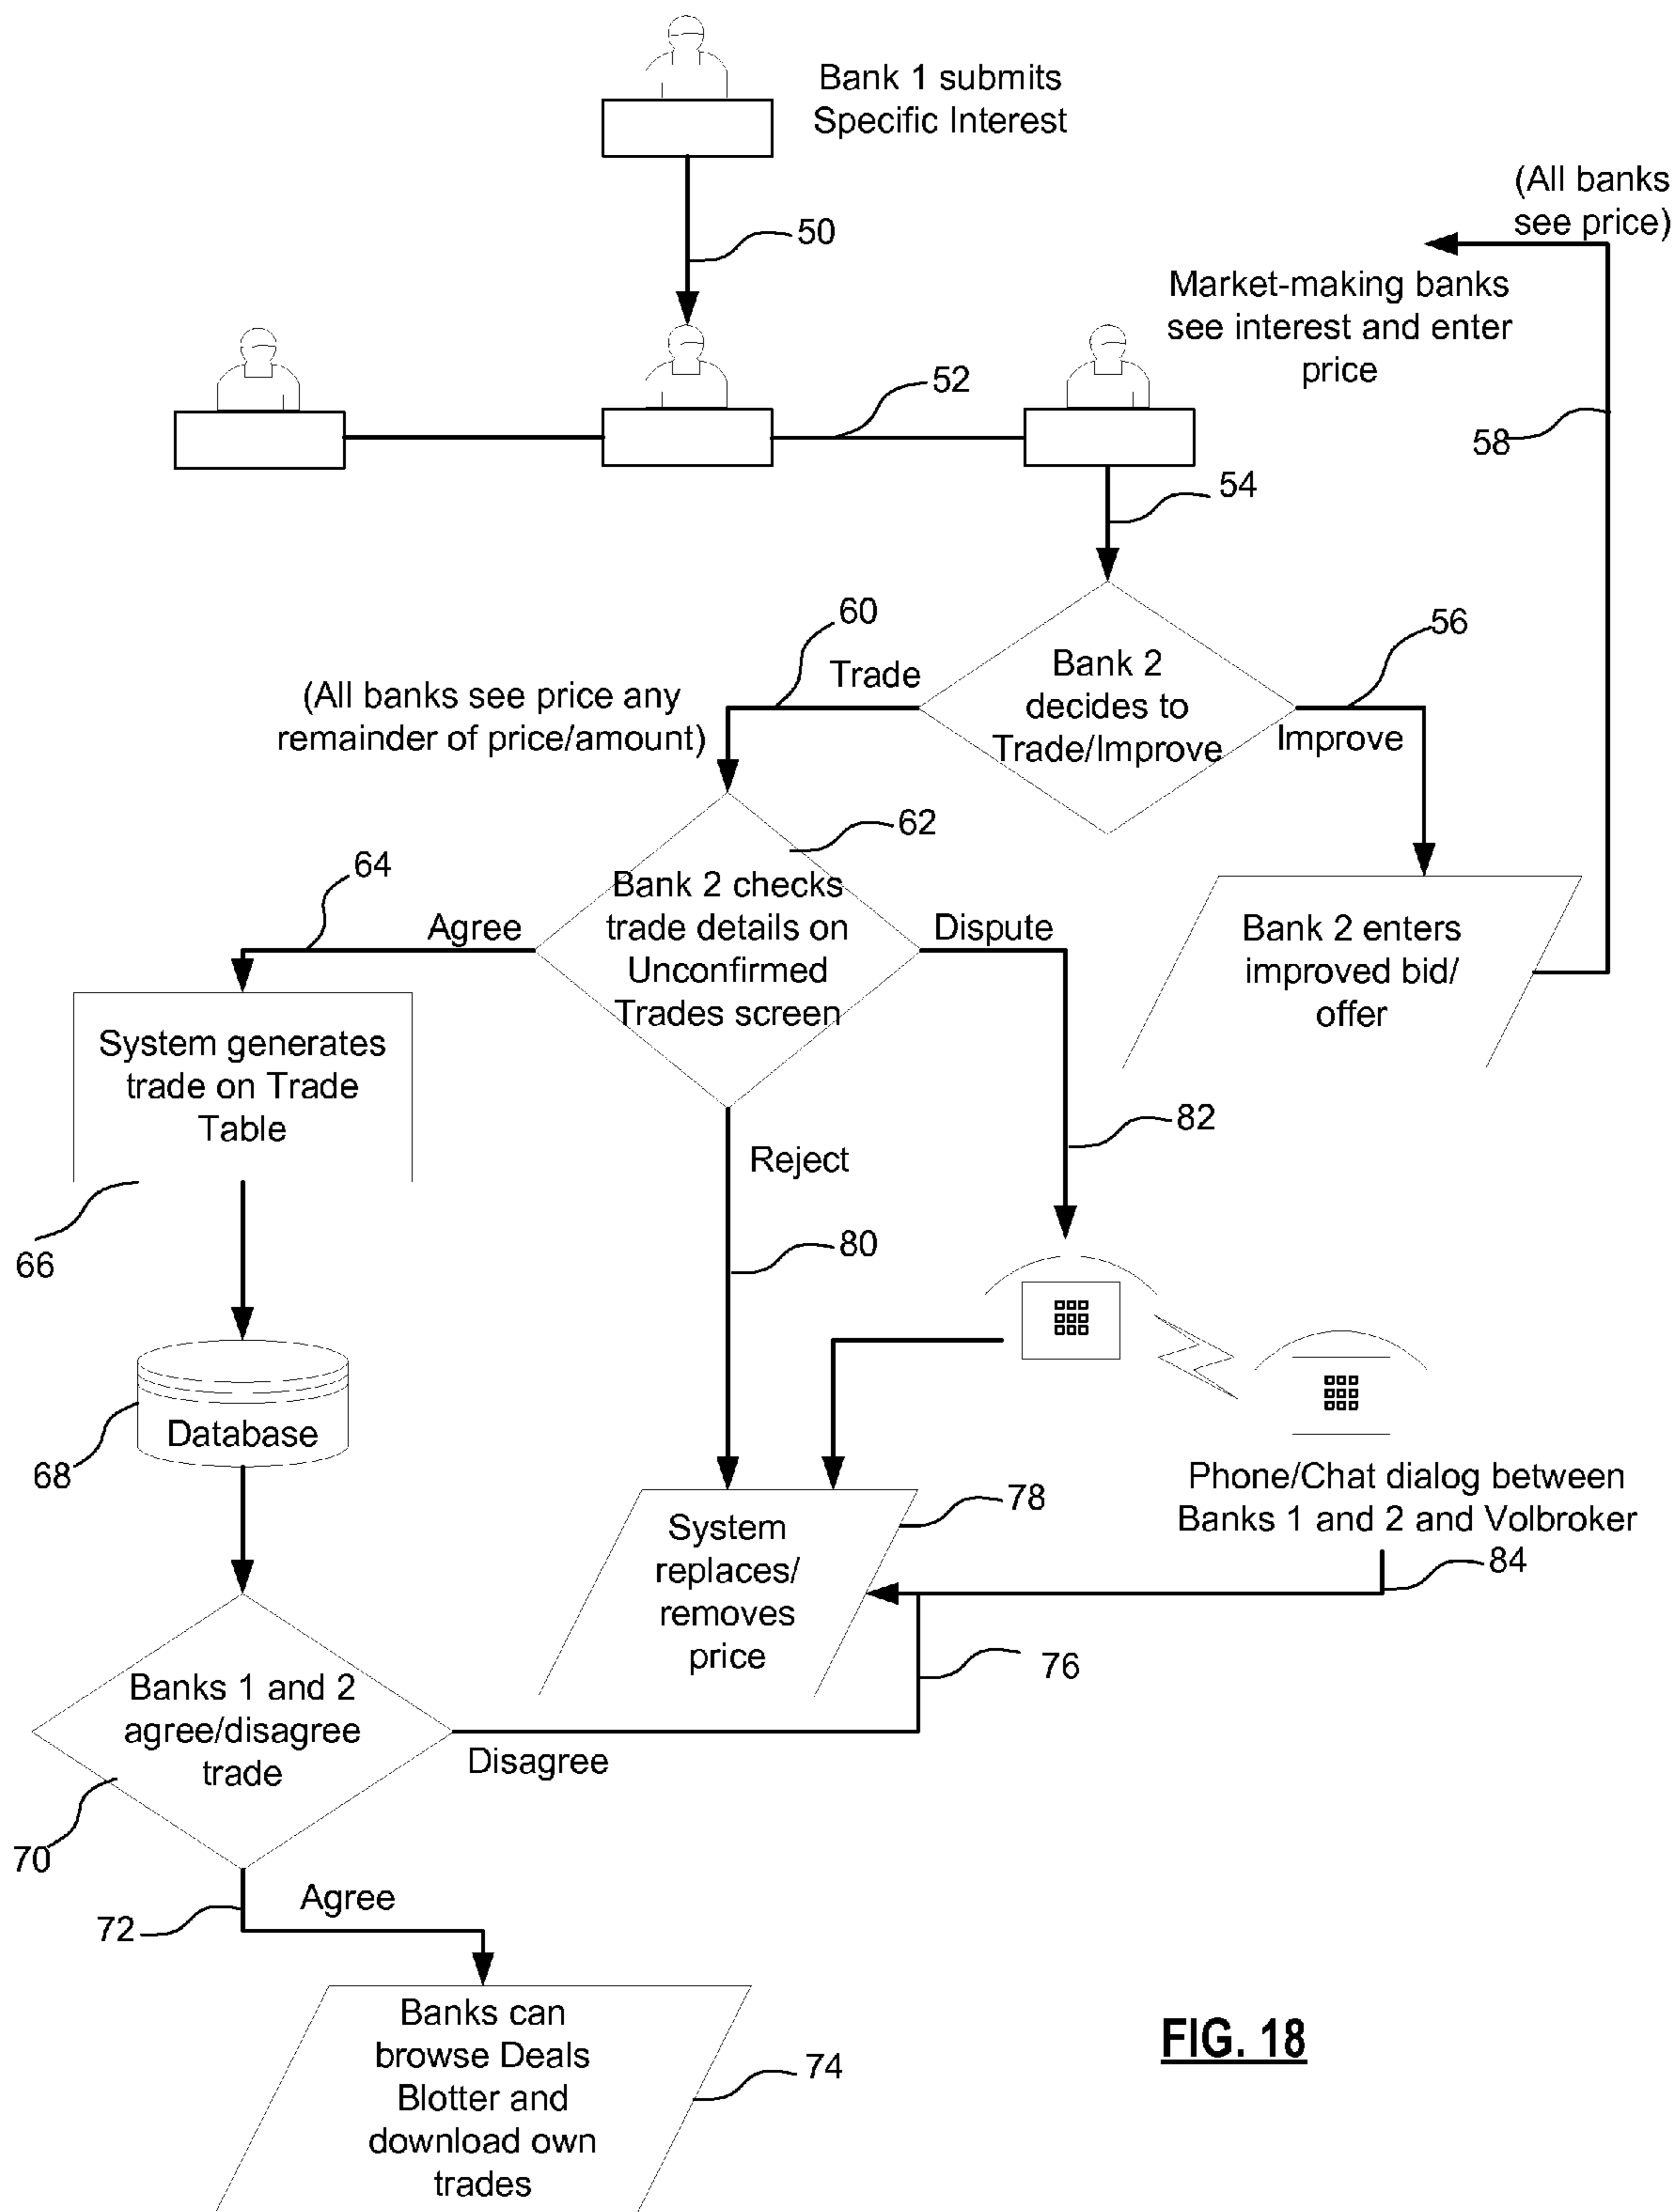 Bank 1 submits
Specific Interest
50
(All banks
see price)
Market-making banks
see interest and enter
price
52
58
54
60
Trade
(All banks see price any
remainder of price/amount)
Bank 2
decides to
Trade/Improve
56
Improve
62
64
Agree
Bank 2 checks
trade details on
Unconfirmed
Trades screen
Dispute
Bank 2 enters
improved bid/
offer
System generates
trade on Trade
Table
66
Reject
82
80
Database
68
Phone/Chat dialog between
Banks 1 and 2 and Volbroker
84
System
replaces/
removes
price
78
76
Banks 1 and 2
agree/disagree
trade
Disagree
70
Agree
72
Banks can
browse Deals
Blotter and
download own
trades
74
FIG. 18